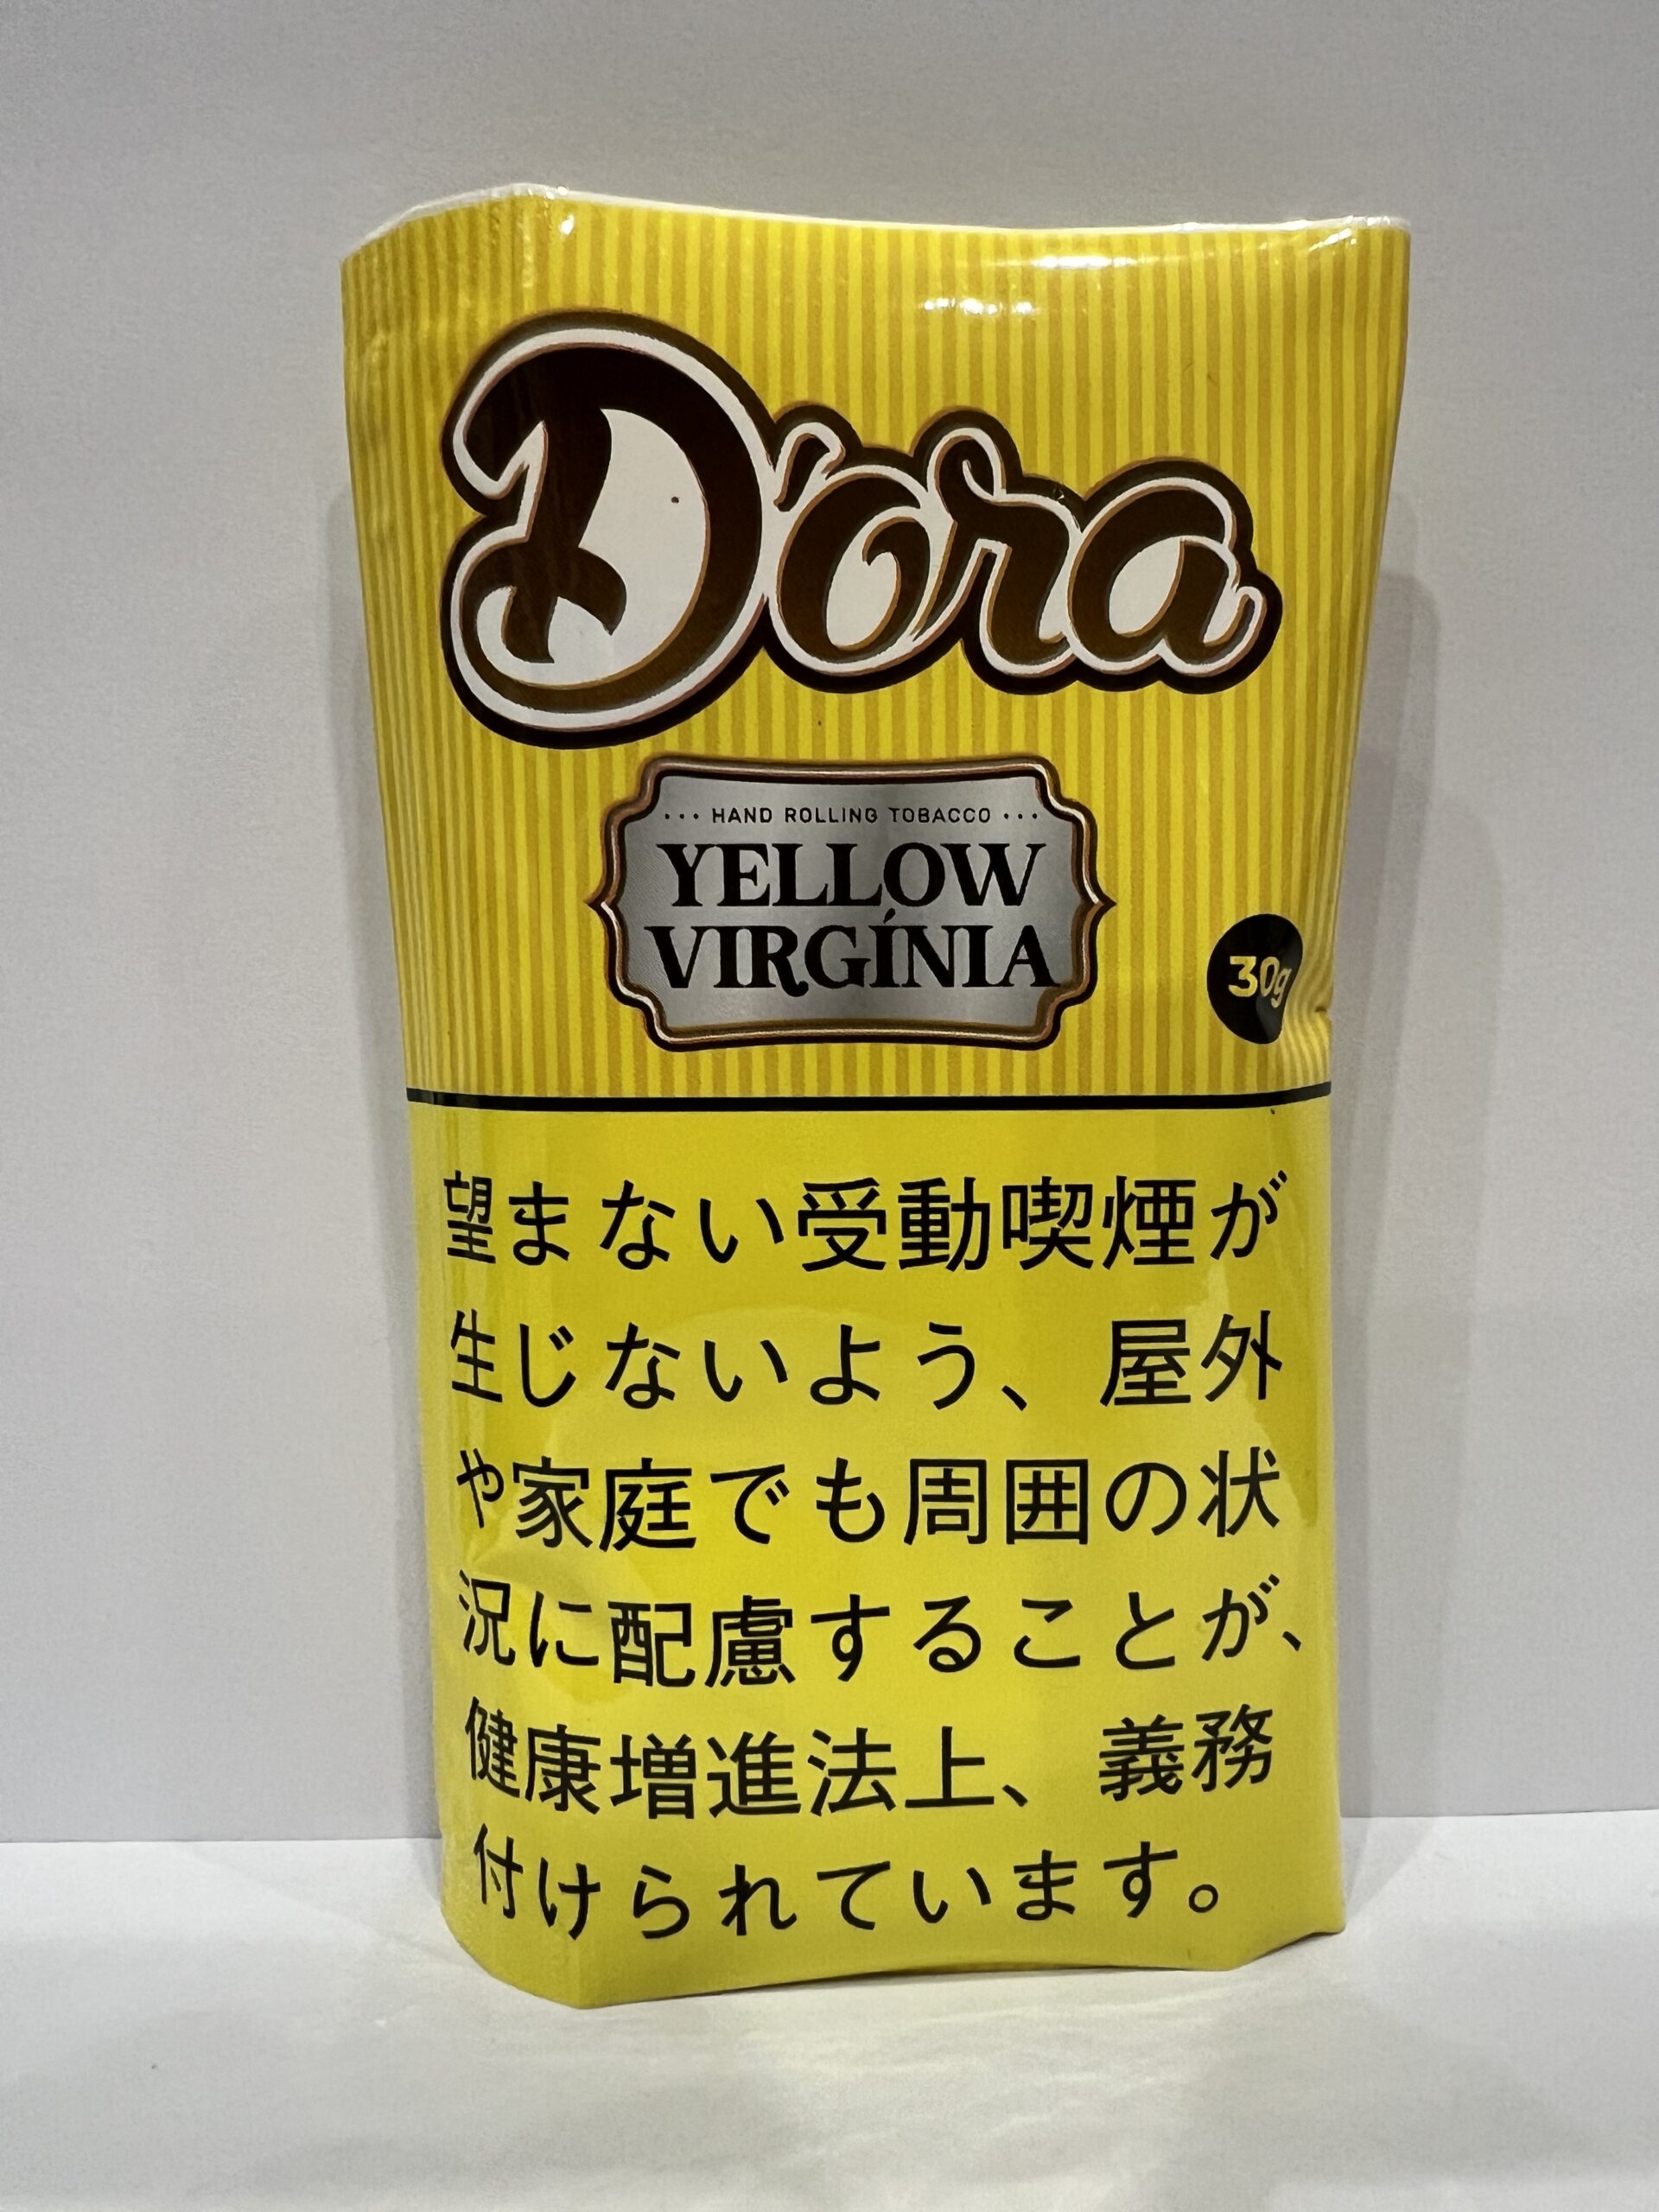 D'ora
··· HAND ROLLING TOBACCO ···
YELLOW
VIRGÍNIA
30g
望まない受動喫煙が
生じないよう、屋外
や家庭でも周囲の状
況に配慮することが、
健康増進法上、義務
付けられています。